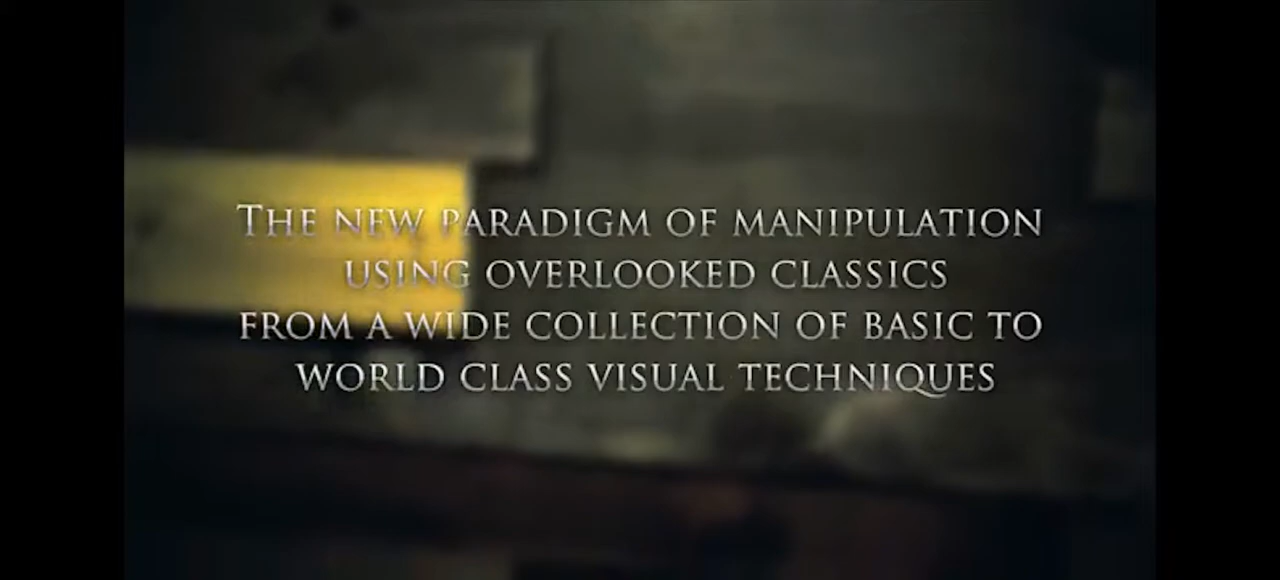 The new paradigm of manipulation
using overlooked classics
from a wide collection of basic to
world class visual techniques